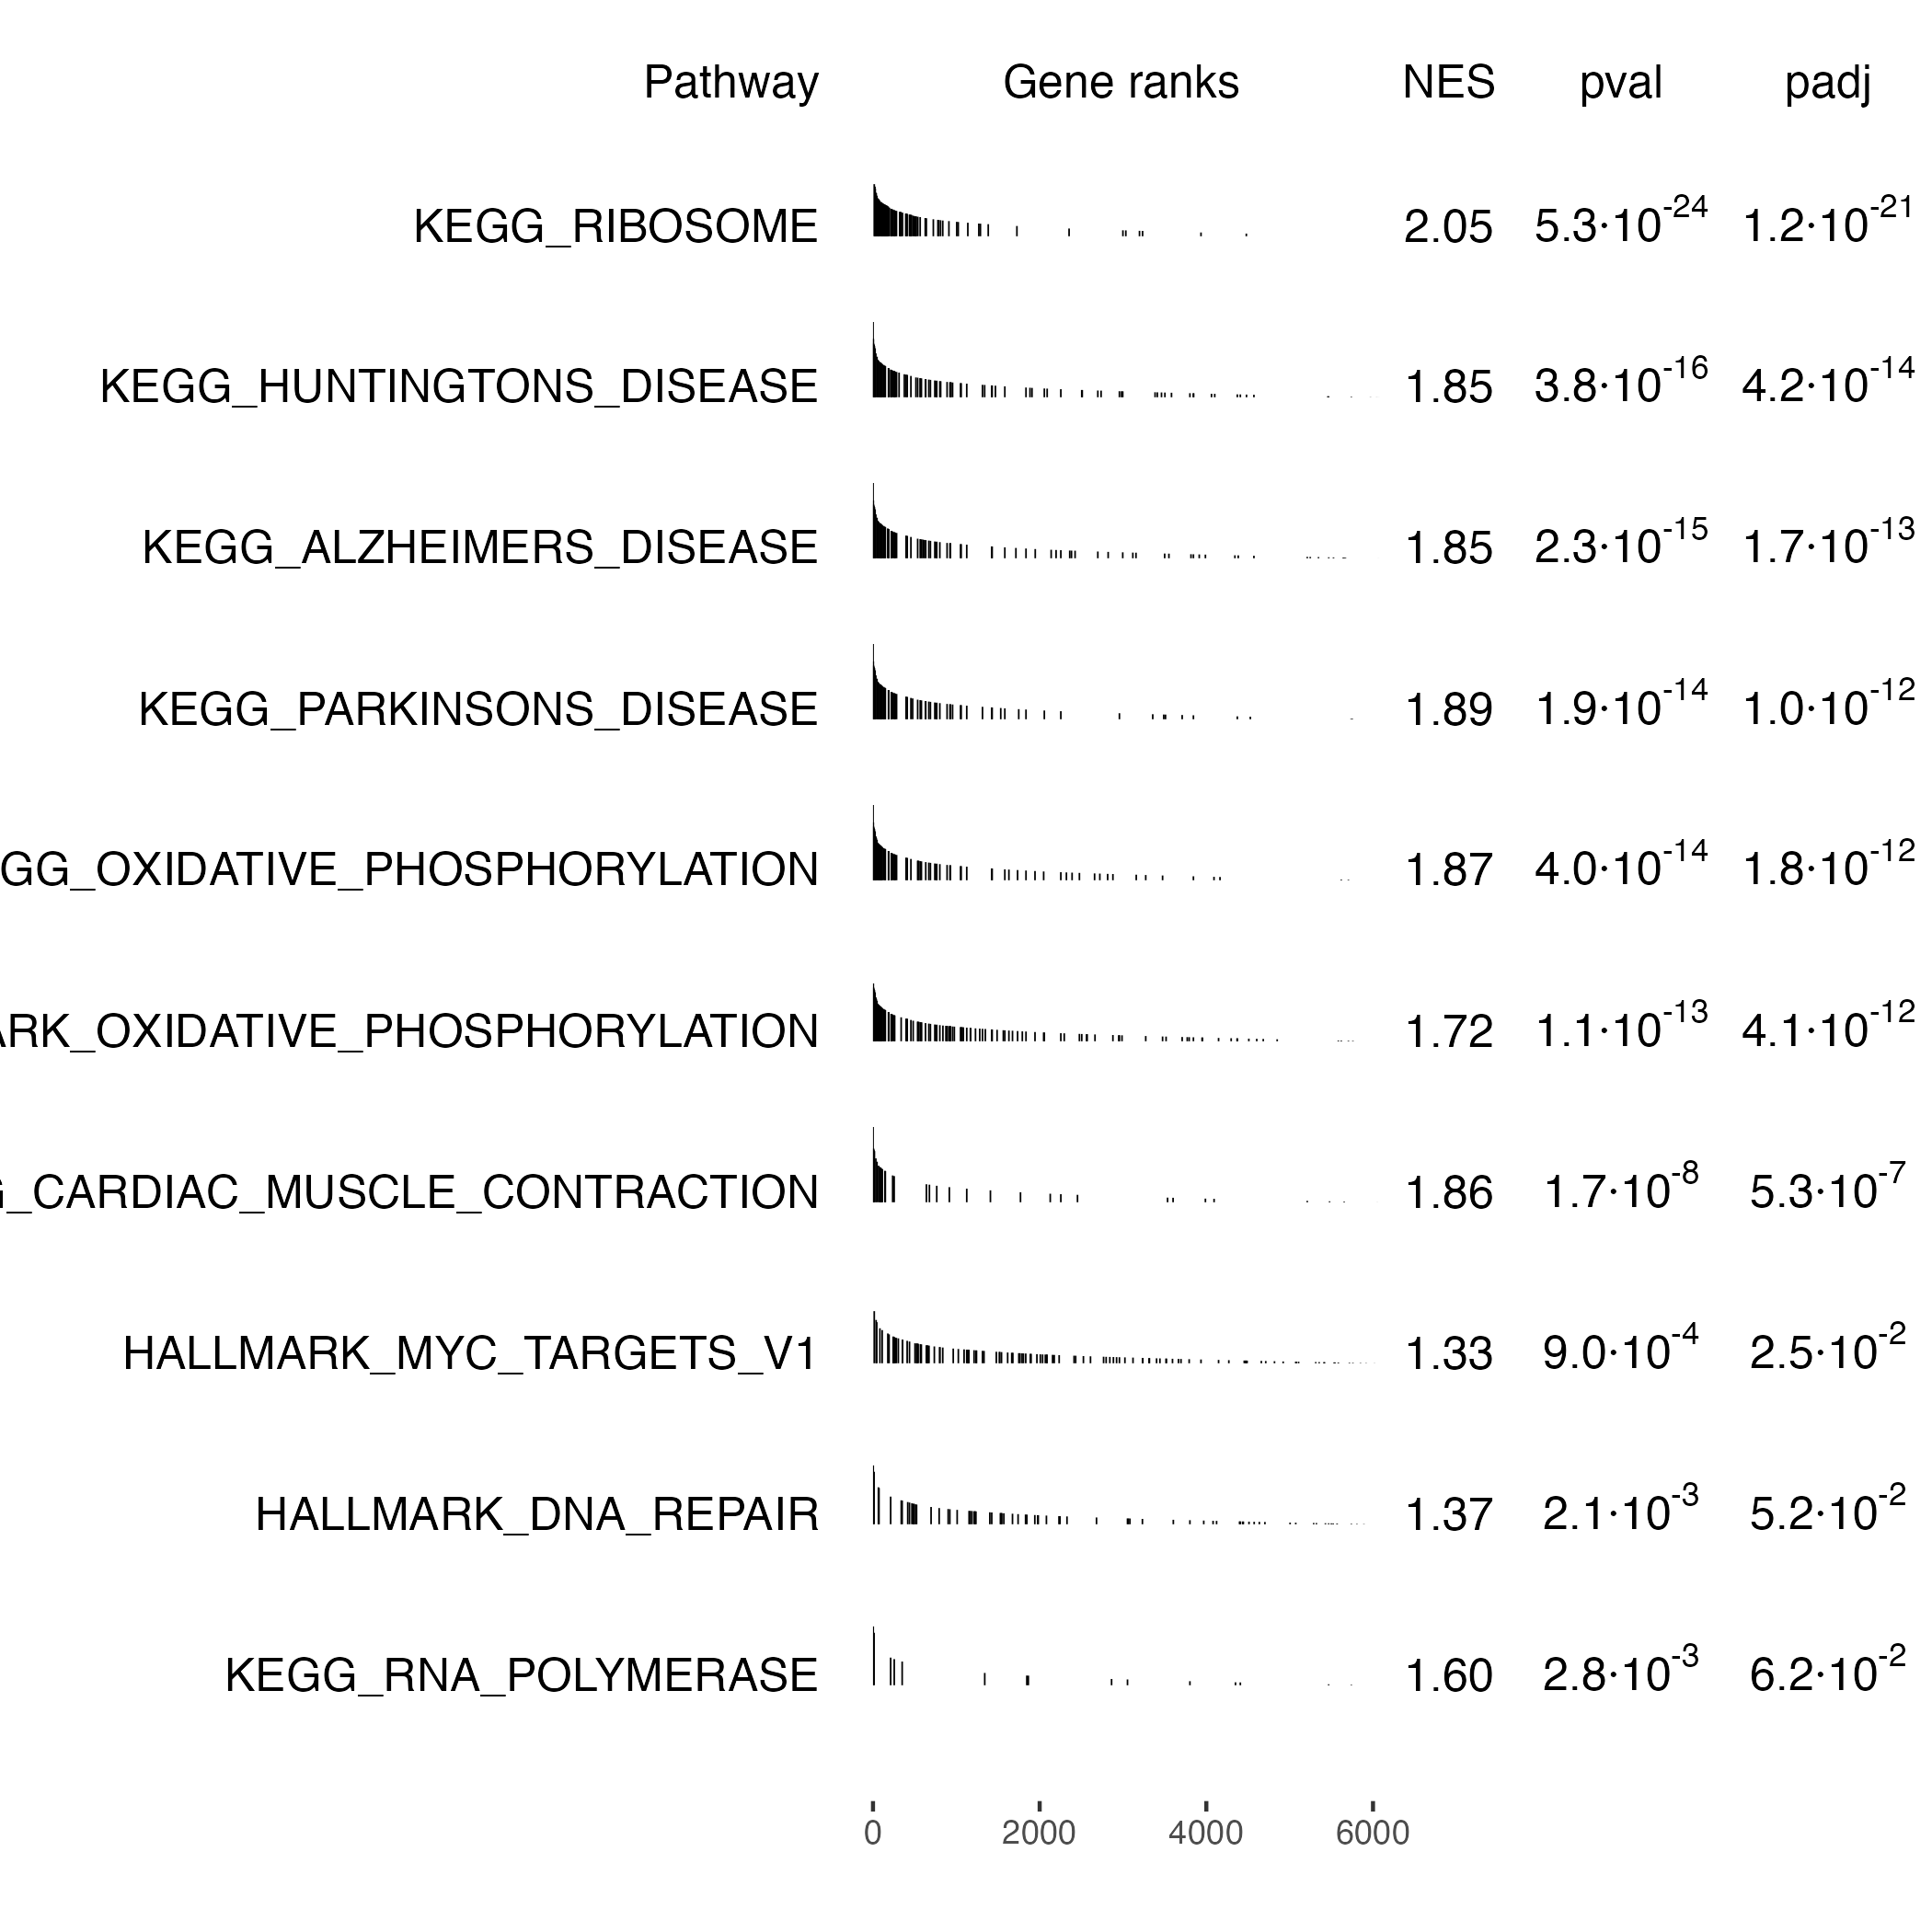 Pathway Gene ranks NES pval padj
KEGG_RIBOSOME 2.05 5.3·10-24 1.2·10-21
KEGG_HUNTINGTONS_DISEASE 1.85 3.8·10-16 4.2·10-14
KEGG_ALZHEIMERS_DISEASE 1.85 2.3·10-15 1.7·10-13
KEGG_PARKINSONS_DISEASE 1.89 1.9·10-14 1.0·10-12
GG_OXIDATIVE_PHOSPHORYLATION 1.87 4.0·10-14 1.8·10-12
ARK_OXIDATIVE_PHOSPHORYLATION 1.72 1.1·10-13 4.1·10-12
G_CARDIAC_MUSCLE_CONTRACTION 1.86 1.7·10-8 5.3·10-7
HALLMARK_MYC_TARGETS_V1 1.33 9.0·10-4 2.5·10-2
HALLMARK_DNA_REPAIR 1.37 2.1·10-3 5.2·10-2
KEGG_RNA_POLYMERASE 1.60 2.8·10-3 6.2·10-2
0 2000 4000 6000